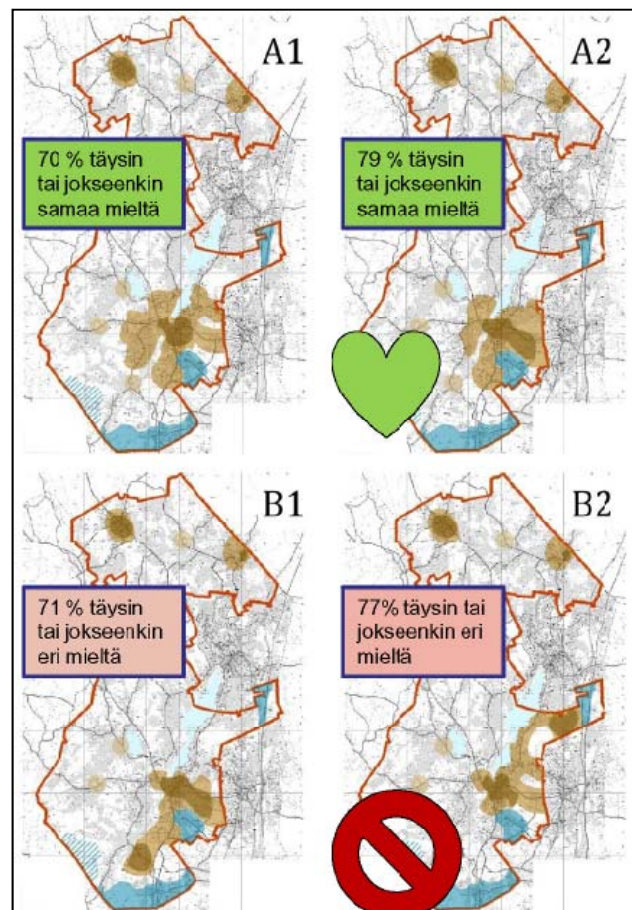 A1
70 % täysin
tai jokseenkin
samaa mieltä
A2
79 % täysin
tai jokseenkin
samaa mieltä
B1
71 % täysin
tai jokseenkin
eri mieltä
B2
77% täysin tai
jokseenkin eri
mieltä